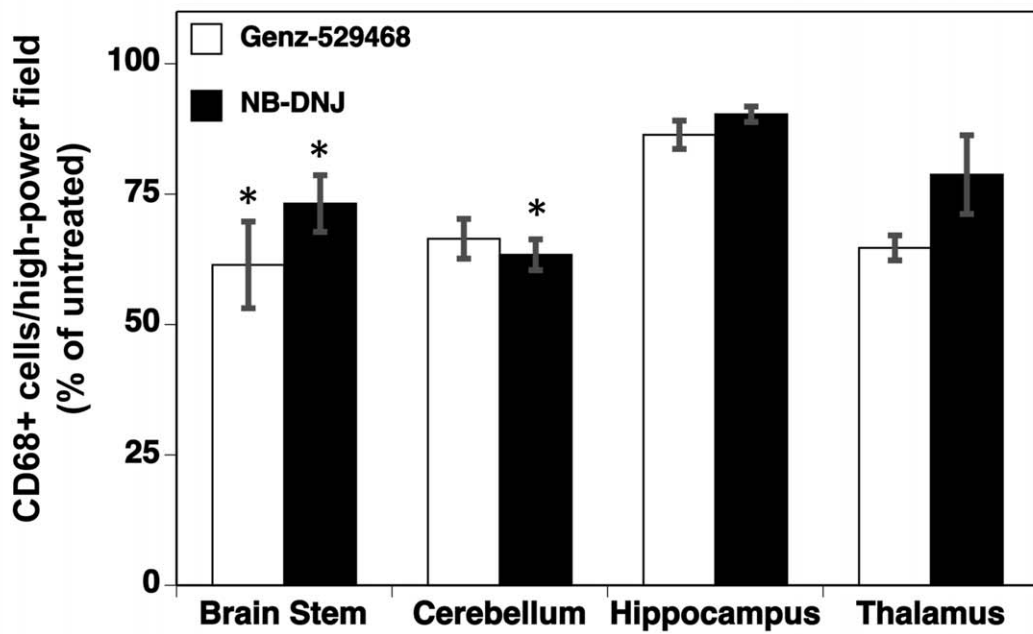 CD68+ cells/high-power field
(% of untreated)
Genz-529468
NB-DNJ
100
75
50
25
0
*
*
*
Brain Stem
Cerebellum
Hippocampus
Thalamus